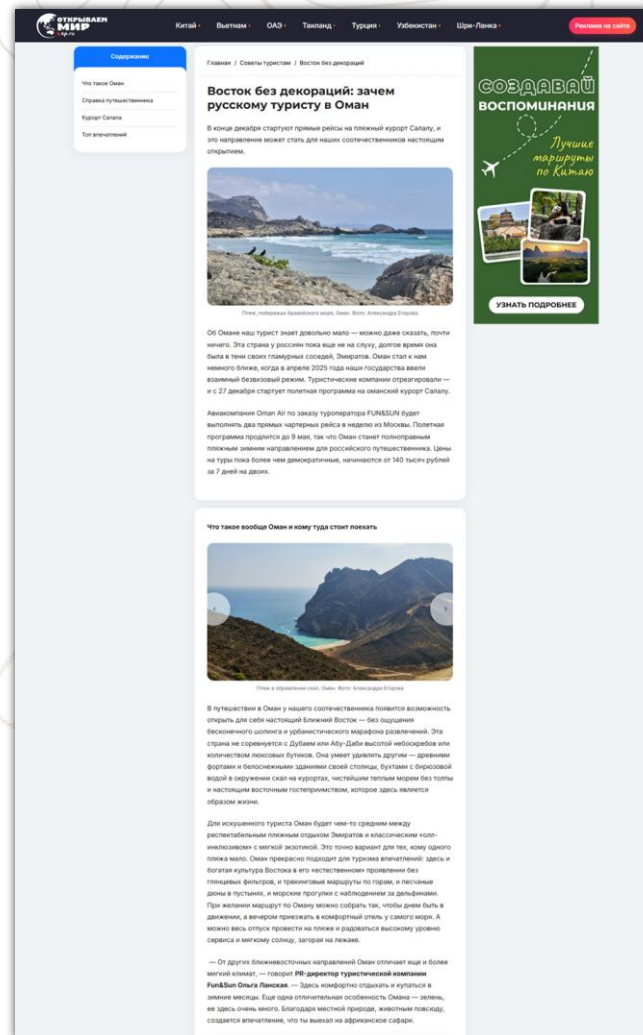 ОТКРЫВАЕМ
МИР
Китай
Вьетнам
ОАЭ
Таиланд
Турция
Узбекистан
Шри-Ланка
Реклама на сайте
Содержание
Что такое Оман
Справка путешественника
Курорт Салала
Топ впечатлений
Главная / Советы туристам / Восток без декораций
Восток без декораций: зачем
русскому туристу в Оман
В конце декабря стартуют прямые рейсы на пляжный курорт Салалу, и
это направление может стать для наших соотечественников настоящим
открытием.
Пляж, побережье Аравийского моря, Оман. Фото: Александра Егорова
Об Омане наш турист знает довольно мало — можно даже сказать, почти
ничего. Эта страна у россиян пока еще не на слуху, долгое время она
была в тени своих гламурных соседей, Эмиратов. Оман стал к нам
немного ближе, когда в апреле 2025 года наши государства ввели
взаимный безвизовый режим. Туристические компании отреагировали —
и с 27 декабря стартует полетная программа на оманский курорт Салалу.
Авиакомпания Oman Air по заказу туроператора FUN&SUN будет
выполнять два прямых чартерных рейса в неделю из Москвы. Полетная
программа продлится до 9 мая, так что Оман станет полноправным
пляжным зимним направлением для российского путешественника. Цены
на туры пока более чем демократичные, начинаются от 140 тысяч рублей
за 7 дней на двоих.
Что такое вообще Оман и кому туда стоит поехать
Пляж в обрамлении скал, Оман. Фото: Александра Егорова
В путешествии в Оман у нашего соотечественника появится возможность
открыть для себя настоящий Ближний Восток — без ощущения
бесконечного шопинга и урбанистического марафона развлечений. Эта
страна не соревнуется с Дубаем или Абу-Даби высотой небоскребов или
количеством люксовых бутиков. Она умеет удивлять другим — древними
фортами и белоснежными зданиями своей столицы, бухтами с бирюзовой
водой в окружении скал на курортах, чистейшим теплым морем без толпы
и настоящим восточным гостеприимством, которое здесь является
образом жизни.
Для искушенного туриста Оман будет чем-то средним между
респектабельным пляжным отдыхом Эмиратов и классическим «олл-
инклюзивом» с мягкой экзотикой. Это точно вариант для тех, кому одного
пляжа мало. Оман прекрасно подходит для туризма впечатлений: здесь и
богатая культура Востока в его «естественном» проявлении без
глянцевых фильтров, и трекинговые маршруты по горам, и песчаные
дюны в пустынях, и морские прогулки с наблюдением за дельфинами.
При желании маршрут по Оману можно собрать так, чтобы днем быть в
движении, а вечером приезжать в комфортный отель у самого моря. А
можно весь отпуск провести на пляже и радоваться высокому уровню
сервиса и мягкому солнцу, загорая на лежаке.
— От других ближневосточных направлений Оман отличает еще и более
мягкий климат, — говорит PR-директор туристической компании
Fun&Sun Ольга Ланская. — Здесь комфортно отдыхать и купаться в
зимние месяцы. Еще одна отличительная особенность Омана — зелень,
ее здесь очень много. Благодаря местной природе, животным повсюду,
создается впечатление, что ты выехал на африканское сафари.
СОЗДАВАЙ
ВОСПОМИНАНИЯ
Лучшие
маршруты
по Китаю
УЗНАТЬ ПОДРОБНЕЕ